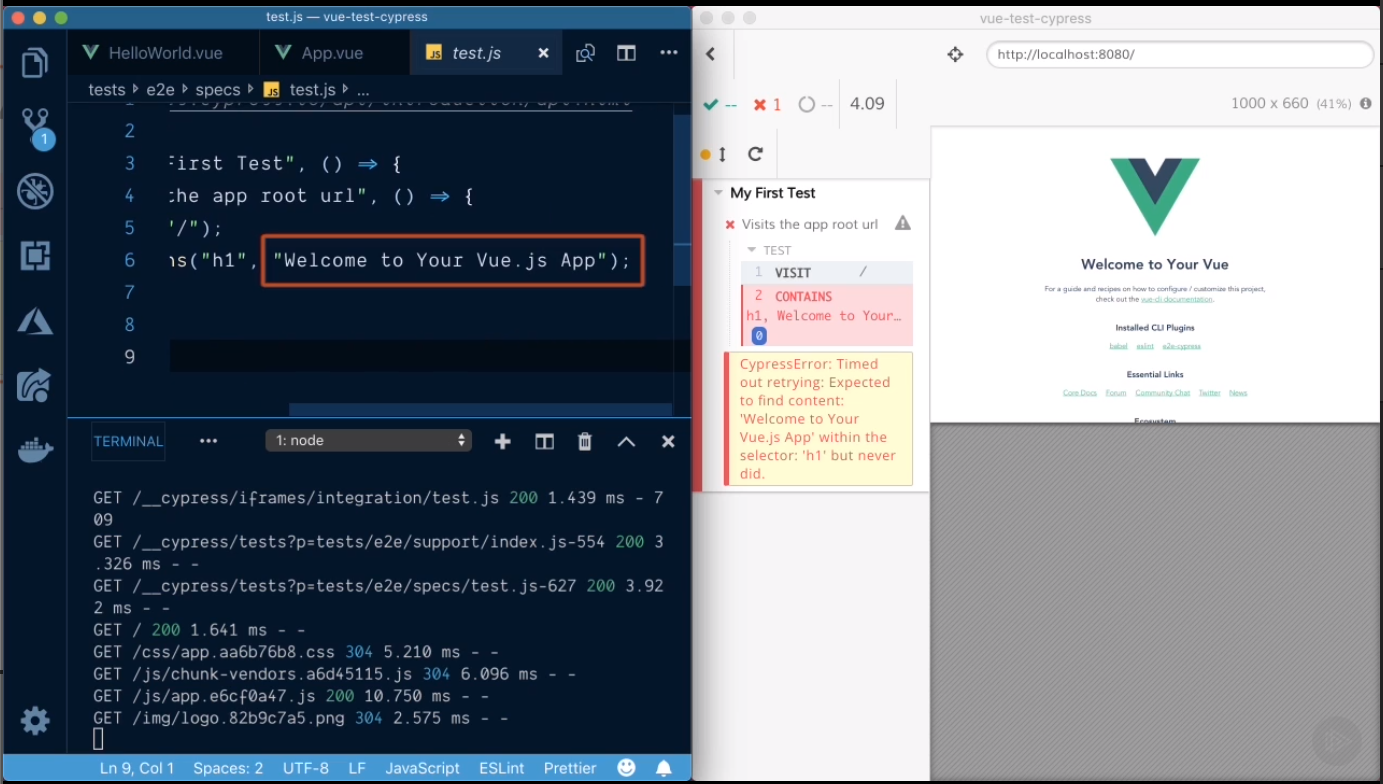 test.js — vue-test-cypress
HelloWorld.vue
App.vue
JS test.js
tests e2e specs JS test.js ...
2
3 First Test", () ⇒ {
4 the app root url", () ⇒ {
5 "/");
6 ns("h1", "Welcome to Your Vue.js App");
7
8
9
1
TERMINAL
1: node
GET /__cypress/iframes/integration/test.js 200 1.439 ms - 7
09
GET /__cypress/tests?p=tests/e2e/support/index.js-554 200 3
.326 ms - -
GET /__cypress/tests?p=tests/e2e/specs/test.js-627 200 3.92
2 ms - -
GET / 200 1.641 ms - -
GET /css/app.aa6b76b8.css 304 5.210 ms - -
GET /js/chunk-vendors.a6d45115.js 304 6.096 ms - -
GET /js/app.e6cf0a47.js 200 10.750 ms - -
GET /img/logo.82b9c7a5.png 304 2.575 ms - -
Ln 9, Col 1 Spaces: 2 UTF-8 LF JavaScript ESLint Prettier
vue-test-cypress
http://localhost:8080/
-- 1 -- 4.09
1000 x 660 (41%)
My First Test
Visits the app root url
TEST
1 VISIT /
2 CONTAINS
h1, Welcome to Your...
0
CypressError: Timed
out retrying: Expected
to find content:
'Welcome to Your
Vue.js App' within the
selector: 'h1' but never
did.
Welcome to Your Vue
For a guide and recipes on how to configure / customize this project,
check out the vue-cli documentation.
Installed CLI Plugins
babel eslint e2e-cypress
Essential Links
Core Docs Forum Community Chat Twitter News
Ecosystem